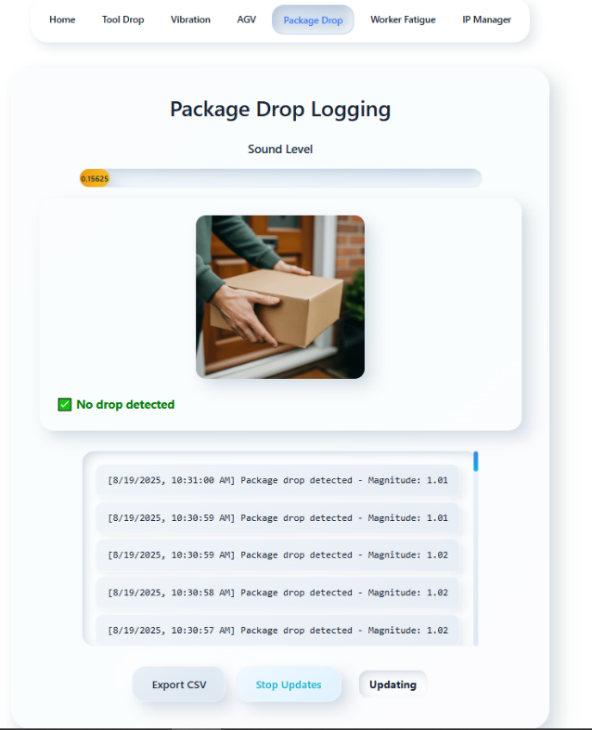 Home Tool Drop Vibration AGV Package Drop Worker Fatigue IP Manager
Package Drop Logging
Sound Level
0.15625
✅ No drop detected
[8/19/2025, 10:31:00 AM] Package drop detected - Magnitude: 1.01
[8/19/2025, 10:30:59 AM] Package drop detected - Magnitude: 1.01
[8/19/2025, 10:30:59 AM] Package drop detected - Magnitude: 1.02
[8/19/2025, 10:30:58 AM] Package drop detected - Magnitude: 1.02
[8/19/2025, 10:30:57 AM] Package drop detected - Magnitude: 1.02
Export CSV Stop Updates Updating